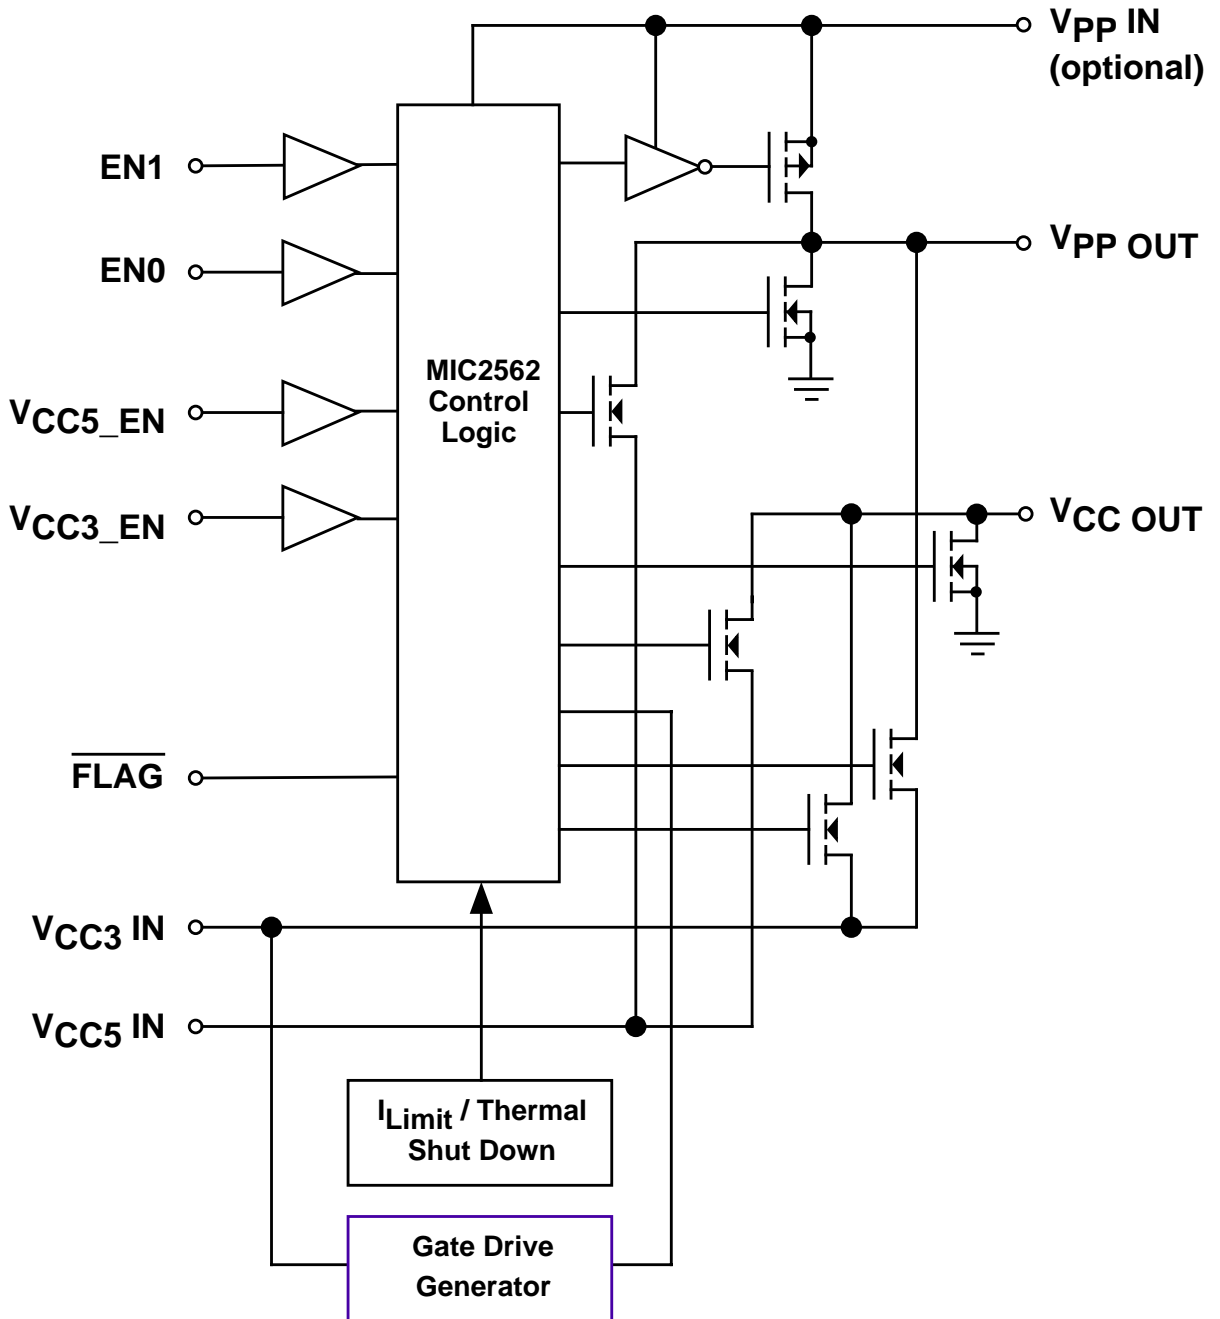 VPP IN
(optional)
EN1
EN0
VPP OUT
MIC2562
Control
Logic
VCC5_EN
VCC3_EN
VCC OUT
FLAG
VCC3 IN
VCC5 IN
ILimit / Thermal
Shut Down
Gate Drive
Generator